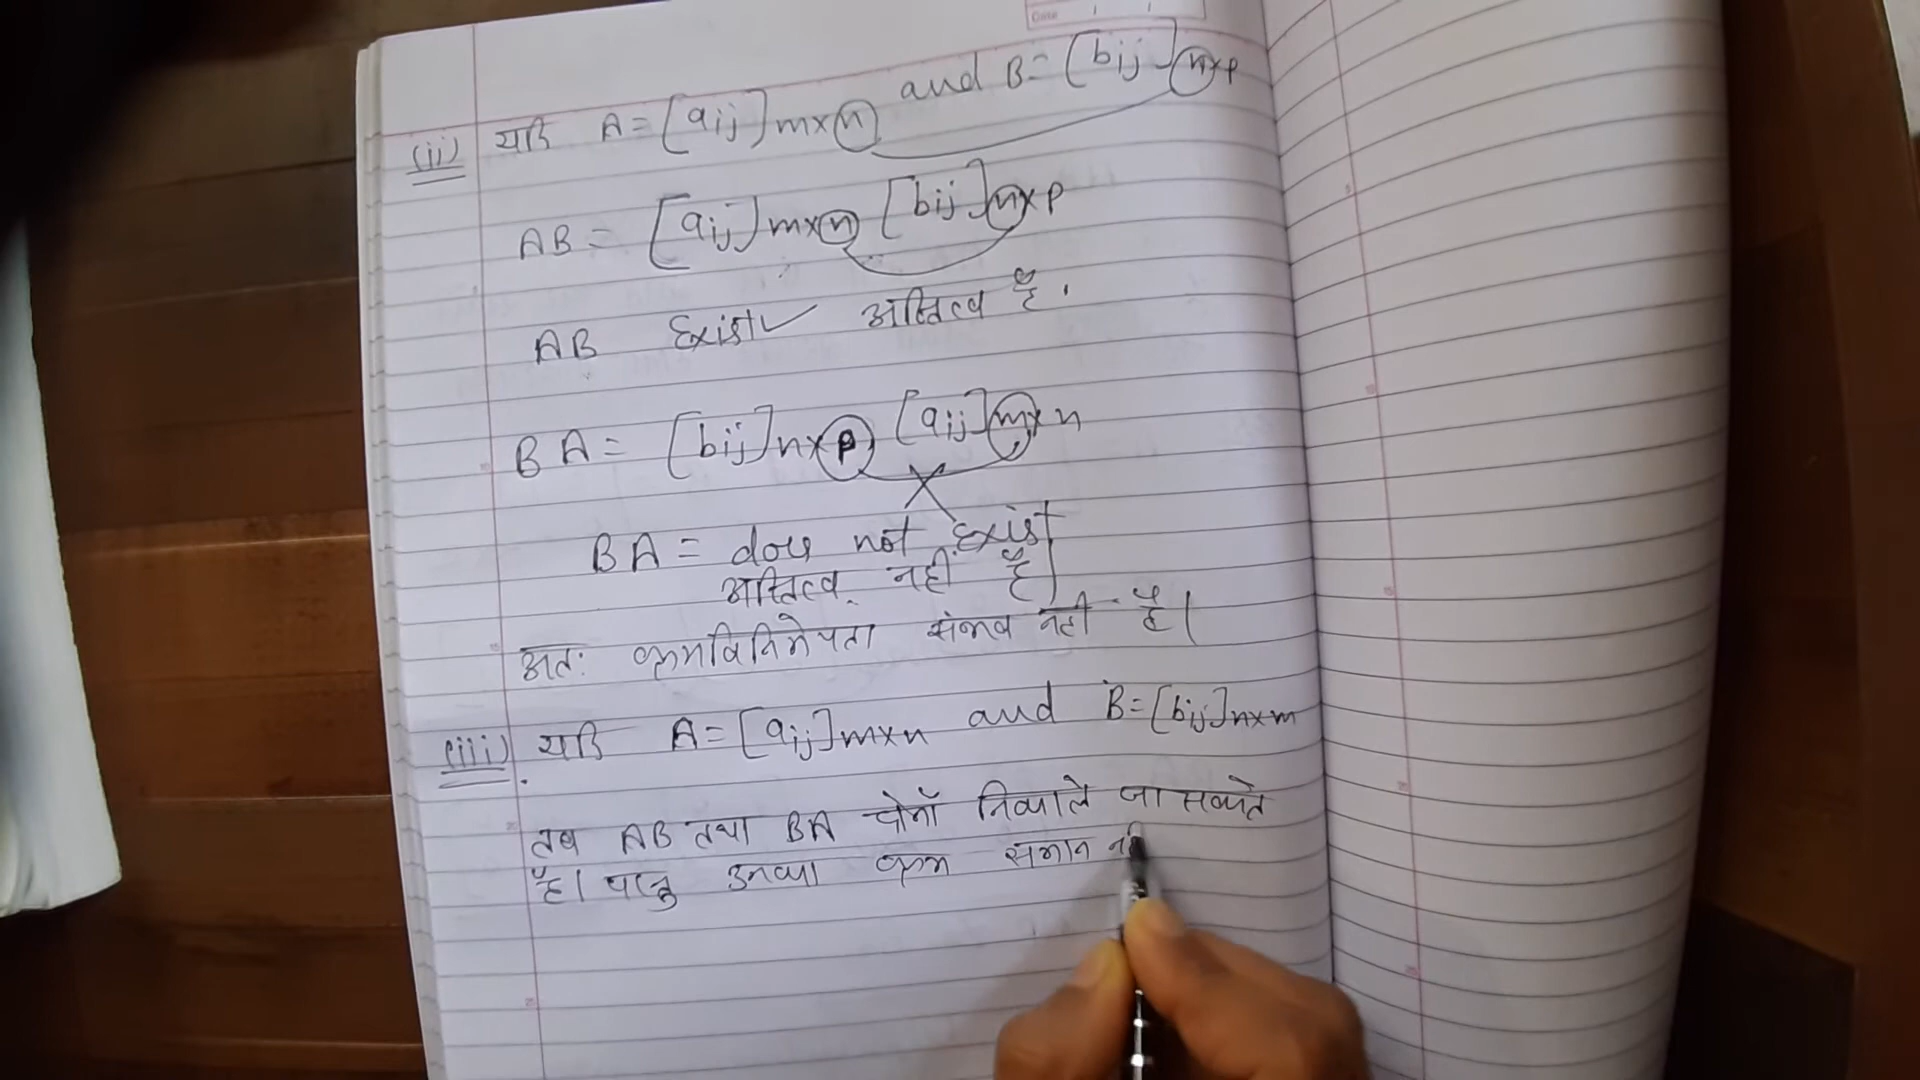 Date
(ii) यदि A = [aij]m×n and B = [bij]n×p
AB = [aij]m×n [bij]n×p
AB Exist ✓ अस्तित्व है.
BA = [bij]n×p [aij]m×n
BA = does not exist
अस्तित्व नहीं है।
अतः क्रमविनिमेयता संभव नहीं है।
(iii) यदि A = [aij]m×n and B = [bij]n×m
तब AB तथा BA दोनों निकाले जा सकते
है। परन्तु उनका क्रम समान